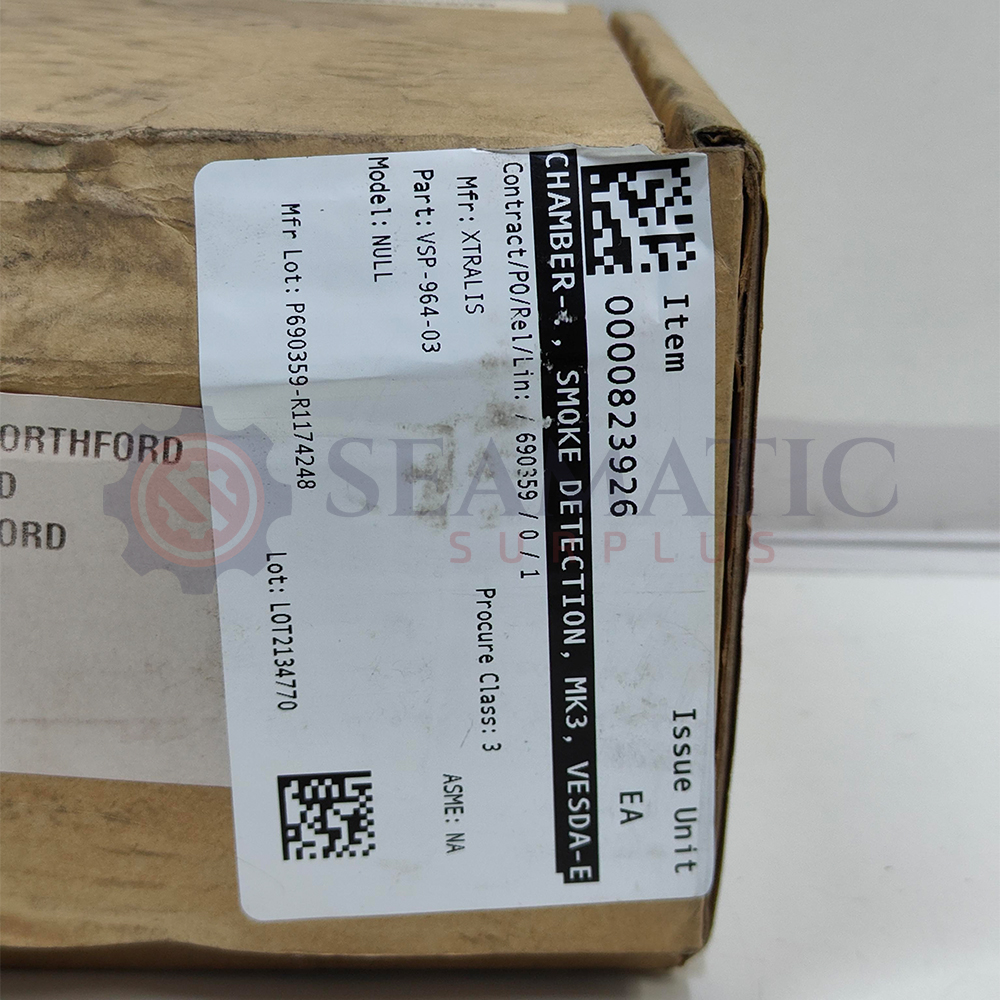 Item
00008239926
Issue Unit
EA
CHAMBER-, SMOKE DETECTION, MK3, VESDA-E
Contract/PO/Rel/Lin: / 690359 / 0 / 1
Mfr: XTRALIS
Procure Class: 3
Part: VSP-964-03
ASME: NA
Model: NULL
Mfr Lot: P690359-R1174248
Lot: LOT2134770
ORTHFORD
D
ORD
SEAMATIC
SURPLUS